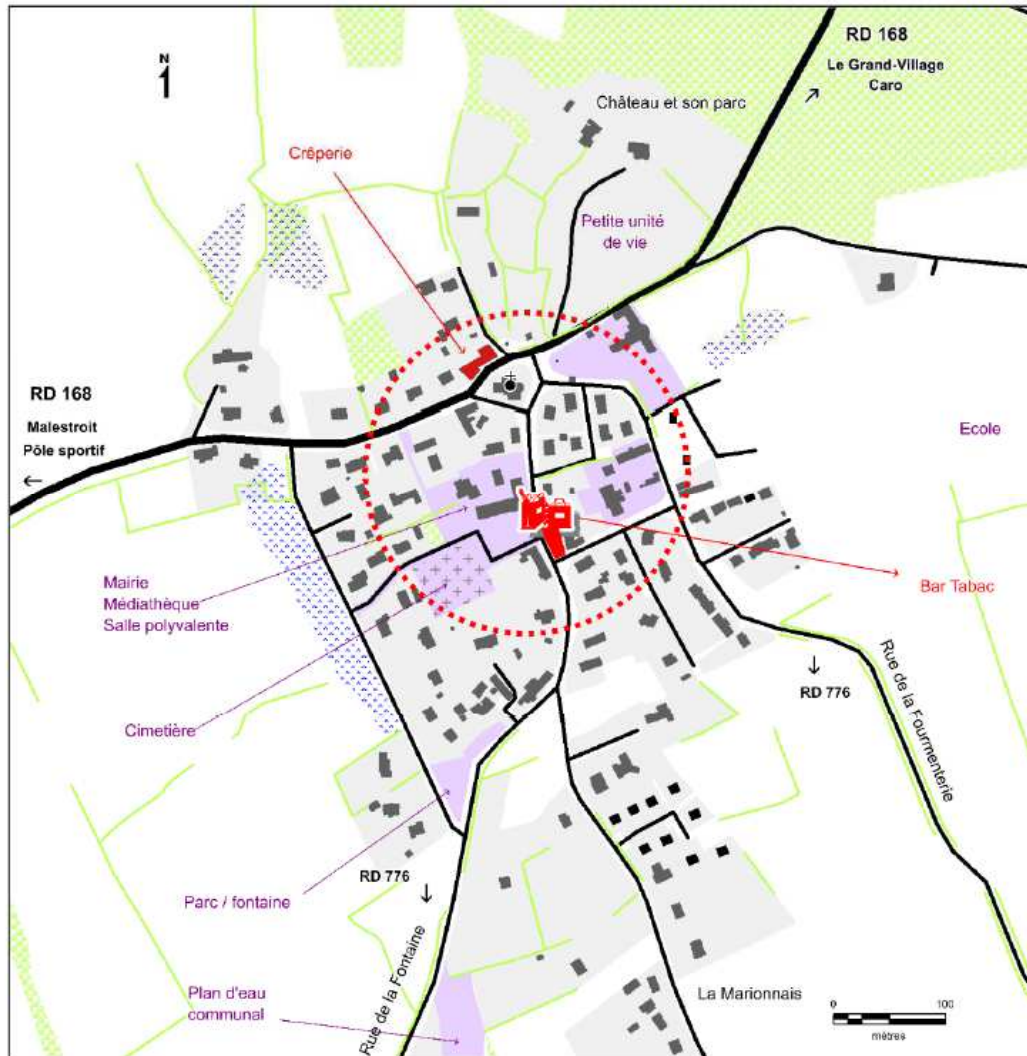 RD 168
Le Grand-Village
Caro
N
Château et son parc
Crêperie
Petite unité
de vie
RD 168
Malestroit
Pôle sportif
Ecole
Mairie
Médiathèque
Salle polyvalente
Bar Tabac
Cimetière
RD 776
Rue de la Fourmenterie
RD 776
Parc / fontaine
Rue de la Fontaine
Plan d'eau
communal
La Marionnais
0 100
mètres